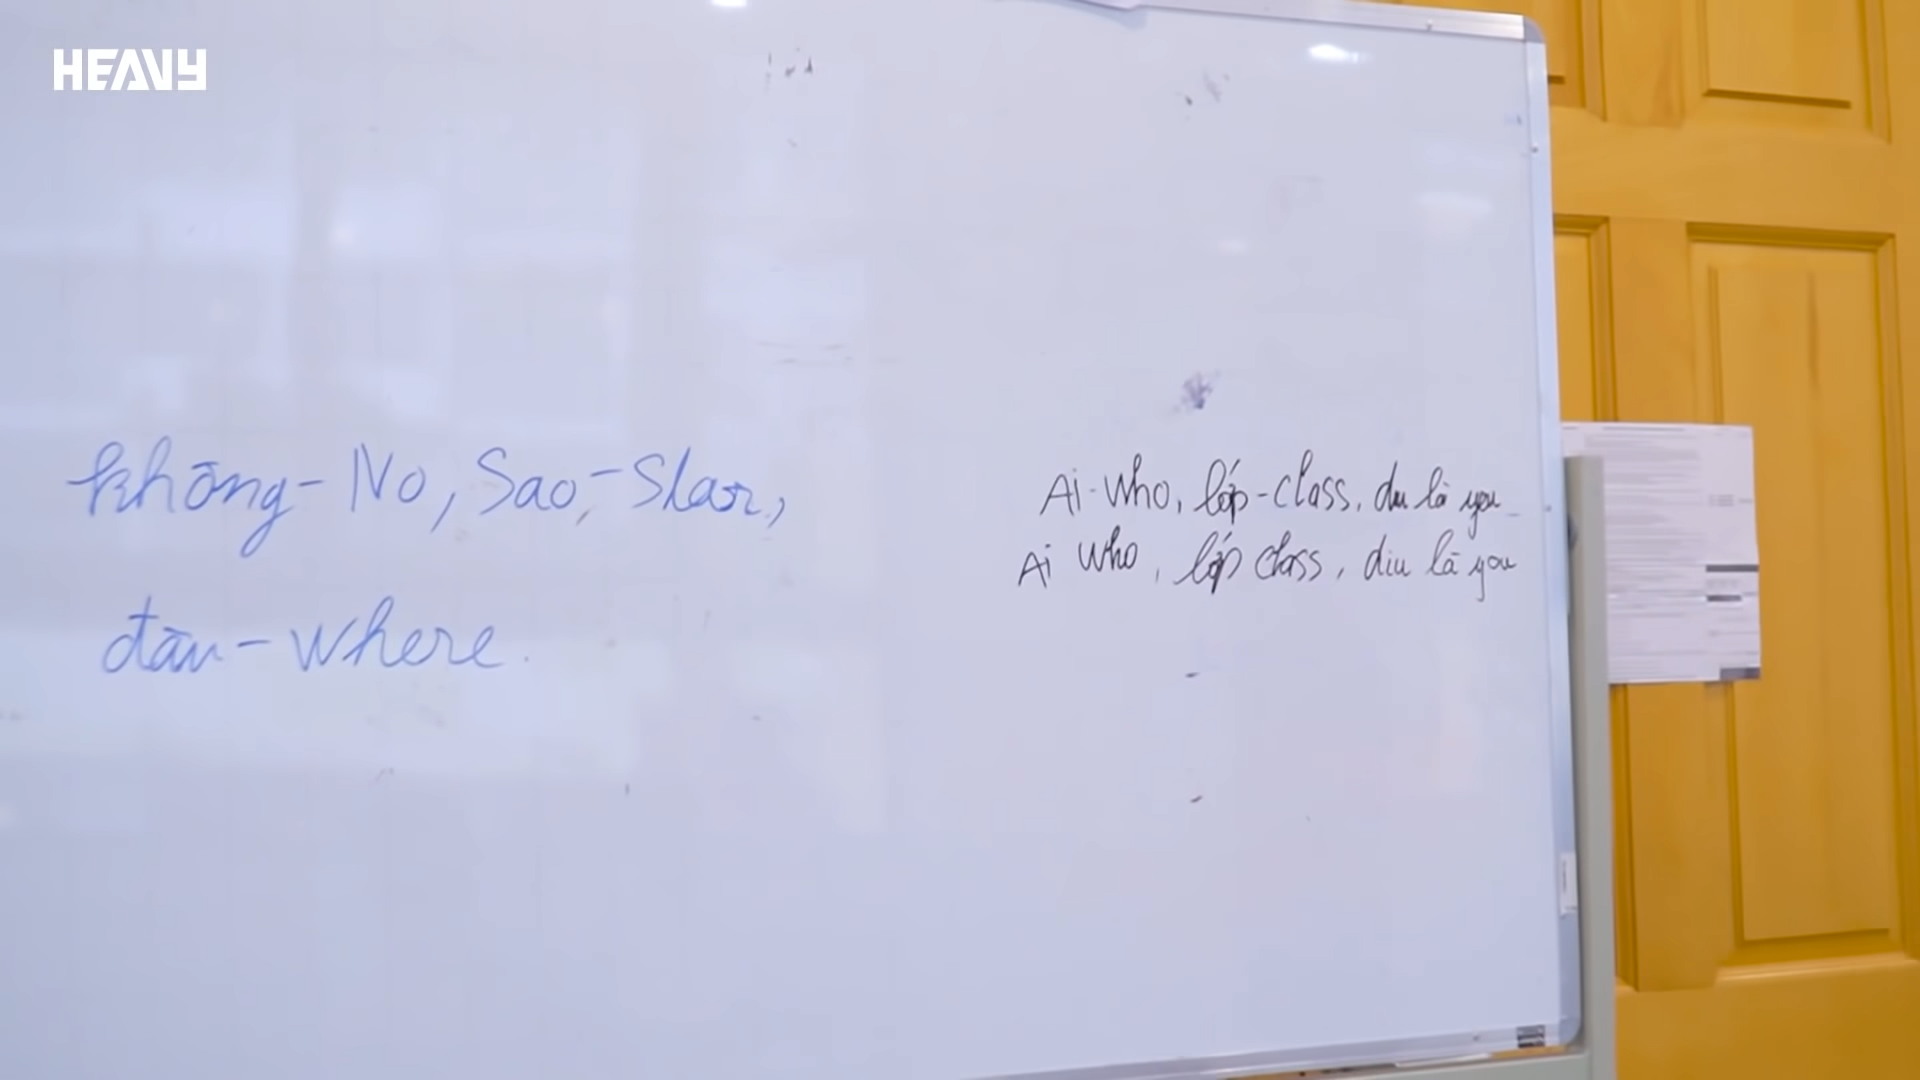 HEAVY
không - No, Sao, - Star,
đâu - where.
Ai - Who, lớp - class, du là you
Ai Who, lớp class, diu là you